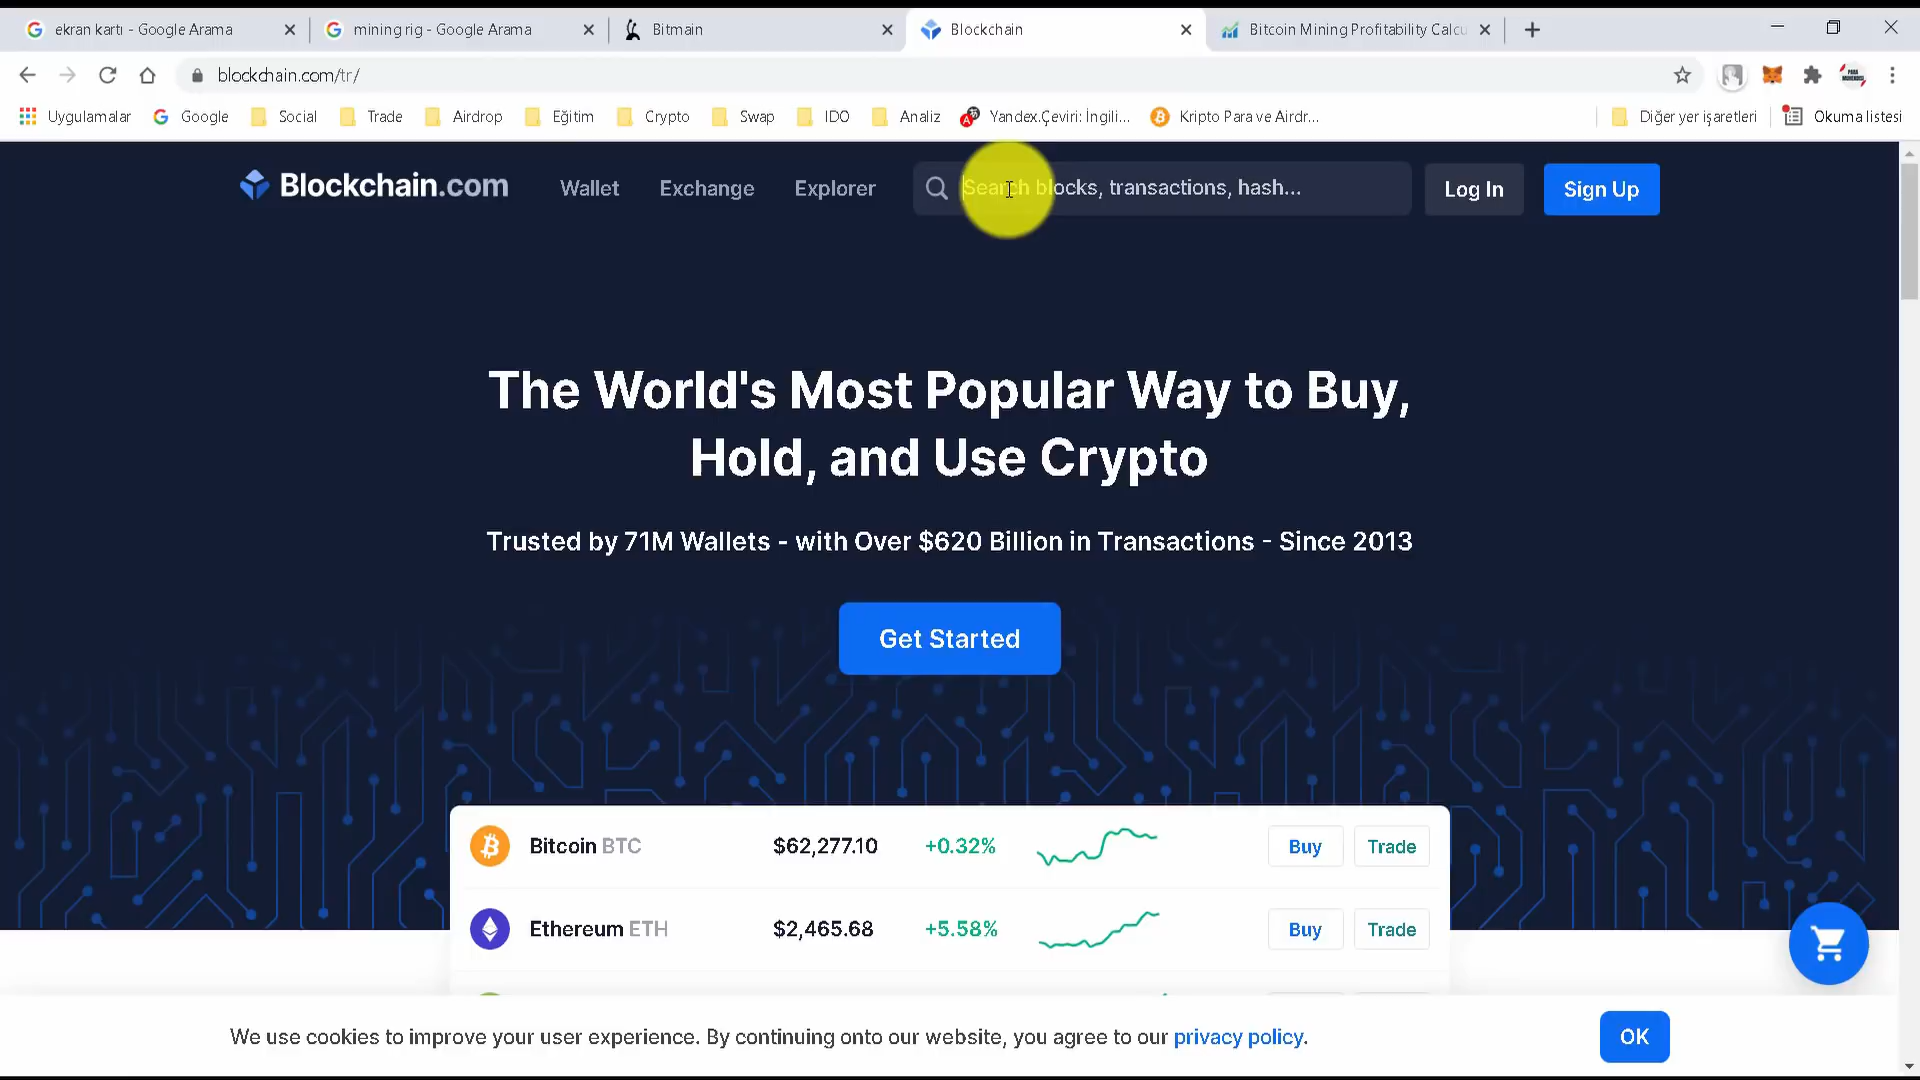 ekran kartı - Google Arama
mining rig - Google Arama
Bitmain
Blockchain
Bitcoin Mining Profitability Calcu
blockchain.com/tr/
Uygulamalar
Google
Social
Trade
Airdrop
Eğitim
Crypto
Swap
IDO
Analiz
Yandex.Çeviri: İngili...
Kripto Para ve Airdr...
Diğer yer işaretleri
Okuma listesi
Blockchain.com
Wallet
Exchange
Explorer
Search blocks, transactions, hash...
Log In
Sign Up
The World's Most Popular Way to Buy,
Hold, and Use Crypto
Trusted by 71M Wallets - with Over $620 Billion in Transactions - Since 2013
Get Started
Bitcoin BTC $62,277.10 +0.32% Buy Trade
Ethereum ETH $2,465.68 +5.58% Buy Trade
We use cookies to improve your user experience. By continuing onto our website, you agree to our privacy policy.
OK